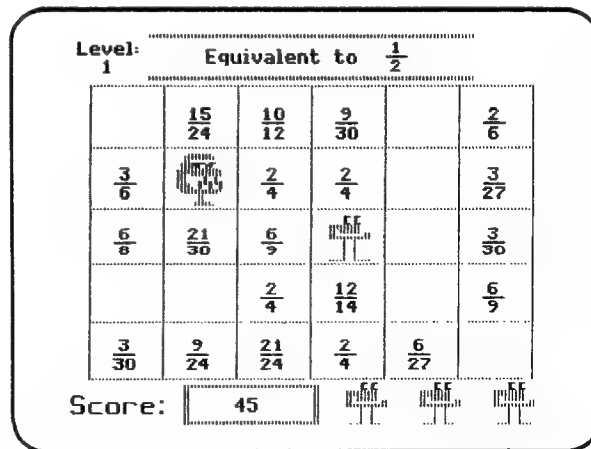 Level: 1 Equivalent to 1/2
15/24 10/12 9/30 2/6
3/6 2/4 2/4 3/27
6/8 21/30 6/9 3/30
2/4 12/14 6/9
3/30 9/24 21/24 2/4 6/27
Score: 45